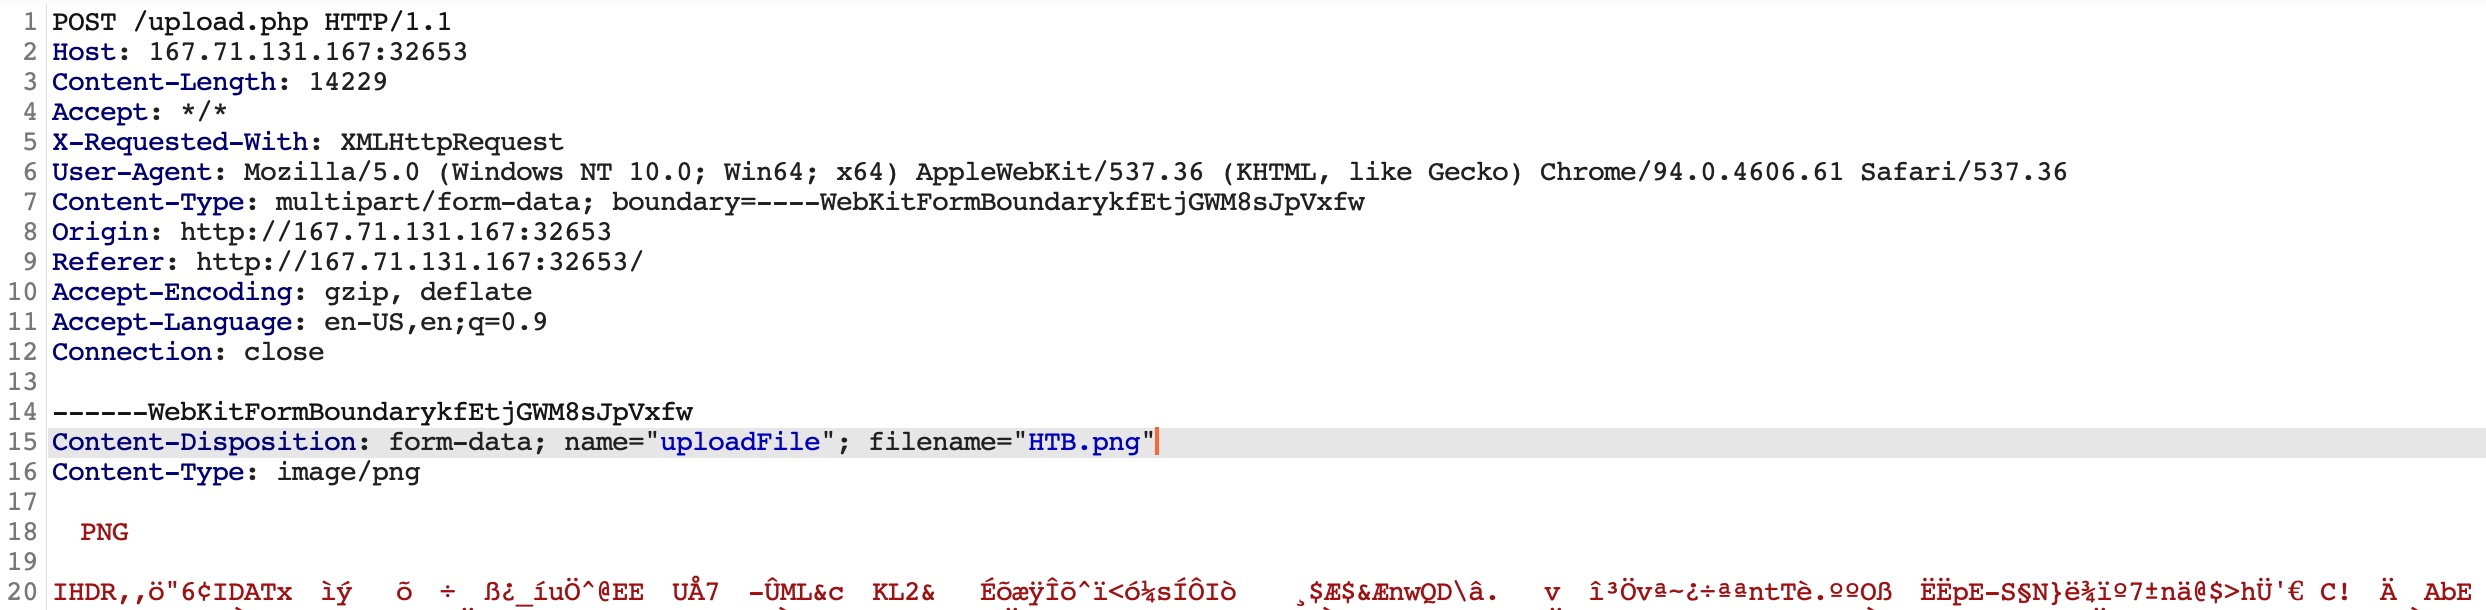 1 POST /upload.php HTTP/1.1
2 Host: 167.71.131.167:32653
3 Content-Length: 14229
4 Accept: */*
5 X-Requested-With: XMLHttpRequest
6 User-Agent: Mozilla/5.0 (Windows NT 10.0; Win64; x64) AppleWebKit/537.36 (KHTML, like Gecko) Chrome/94.0.4606.61 Safari/537.36
7 Content-Type: multipart/form-data; boundary=----WebKitFormBoundarykfEtjGWM8sJpVxfw
8 Origin: http://167.71.131.167:32653
9 Referer: http://167.71.131.167:32653/
10 Accept-Encoding: gzip, deflate
11 Accept-Language: en-US,en;q=0.9
12 Connection: close
13
14 ------WebKitFormBoundarykfEtjGWM8sJpVxfw
15 Content-Disposition: form-data; name="uploadFile"; filename="HTB.png"
16 Content-Type: image/png
17
18 PNG
19
20 IHDR,,ö"6¢IDATx ìý õ ÷ ß¿_íuÖ^@EE UÅ7 -ÛML&c KL2& ÉõæÿÎõ^ï<ó¼sÍÔIò ¸$Æ$&ÆnwQD\â. v î³Övª~¿÷ªªntTè.ººOß ËËpE-S§N}ë¾ïº7±nä@$>hÜ'€ C! Ä AbE